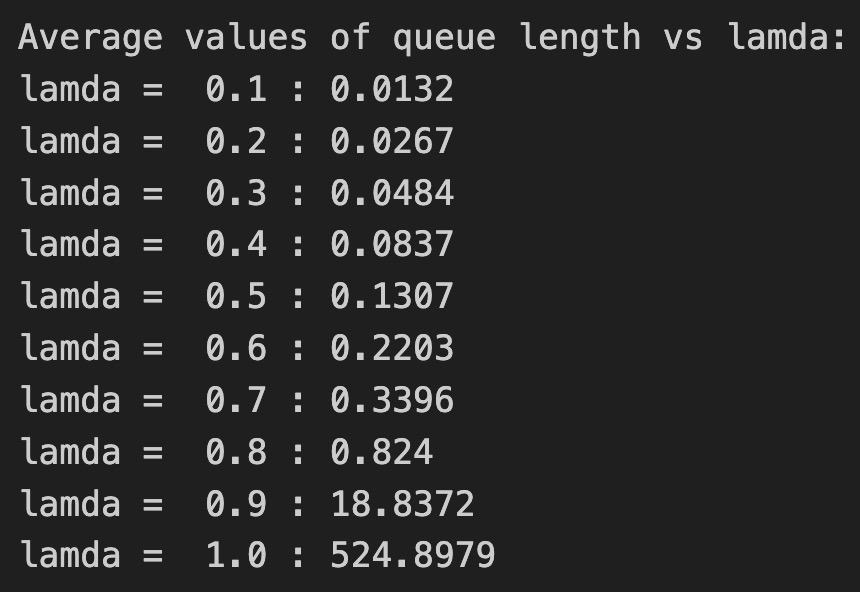 Average values of queue length vs lamda:
lamda =  0.1 : 0.0132
lamda =  0.2 : 0.0267
lamda =  0.3 : 0.0484
lamda =  0.4 : 0.0837
lamda =  0.5 : 0.1307
lamda =  0.6 : 0.2203
lamda =  0.7 : 0.3396
lamda =  0.8 : 0.824
lamda =  0.9 : 18.8372
lamda =  1.0 : 524.8979